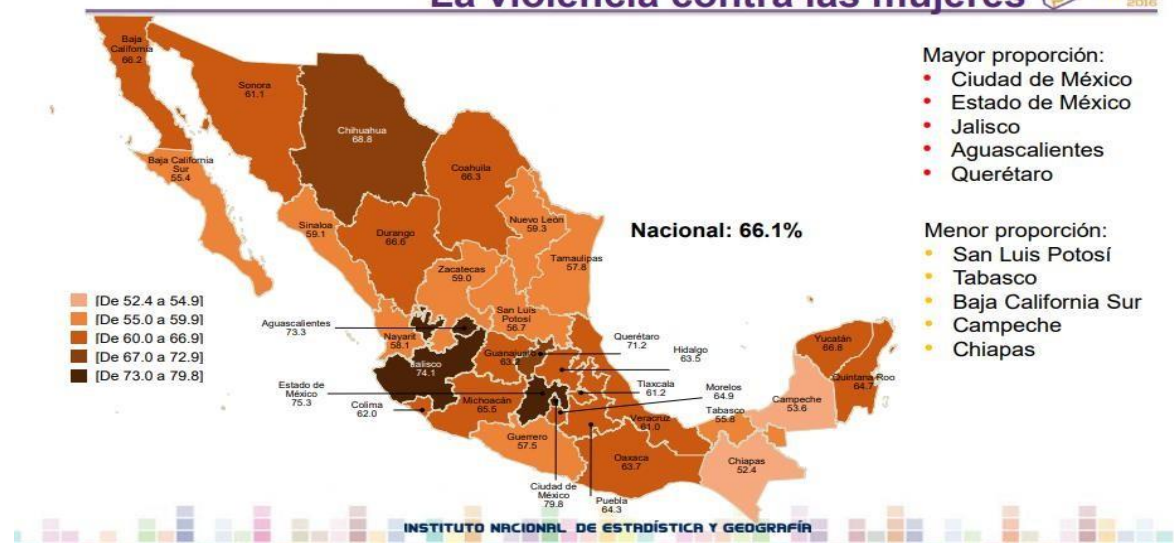 La violencia contra las mujeres
2016
Mayor proporción:
• Ciudad de México
• Estado de México
• Jalisco
• Aguascalientes
• Querétaro
Nacional: 66.1%
Menor proporción:
• San Luis Potosí
• Tabasco
• Baja California Sur
• Campeche
• Chiapas
Baja
California
66.2
Sonora
61.1
Chihuahua
68.8
Coahuila
66.3
Baja California
Sur
55.4
Sinaloa
59.1
Durango
66.6
Nuevo León
59.3
Tamaulipas
57.8
Zacatecas
59.0
San Luis
Potosí
56.7
[De 52.4 a 54.9]
[De 55.0 a 59.9]
[De 60.0 a 66.9]
[De 67.0 a 72.9]
[De 73.0 a 79.8]
Aguascalientes
73.3
Nayarit
58.1
Jalisco
74.1
Guanajuato
Querétaro
71.2
Hidalgo
63.5
Estado de
México
75.3
Colima
62.0
Michoacán
65.5
Tlaxcala
61.2
Morelos
64.9
Veracruz
61.0
Tabasco
55.8
Campeche
53.6
Yucatán
66.8
Quintana Roo
64.7
Guerrero
57.5
Oaxaca
63.7
Chiapas
52.4
Ciudad de
México
79.8
Puebla
64.3
INSTITUTO NACIONAL DE ESTADÍSTICA Y GEOGRAFÍA